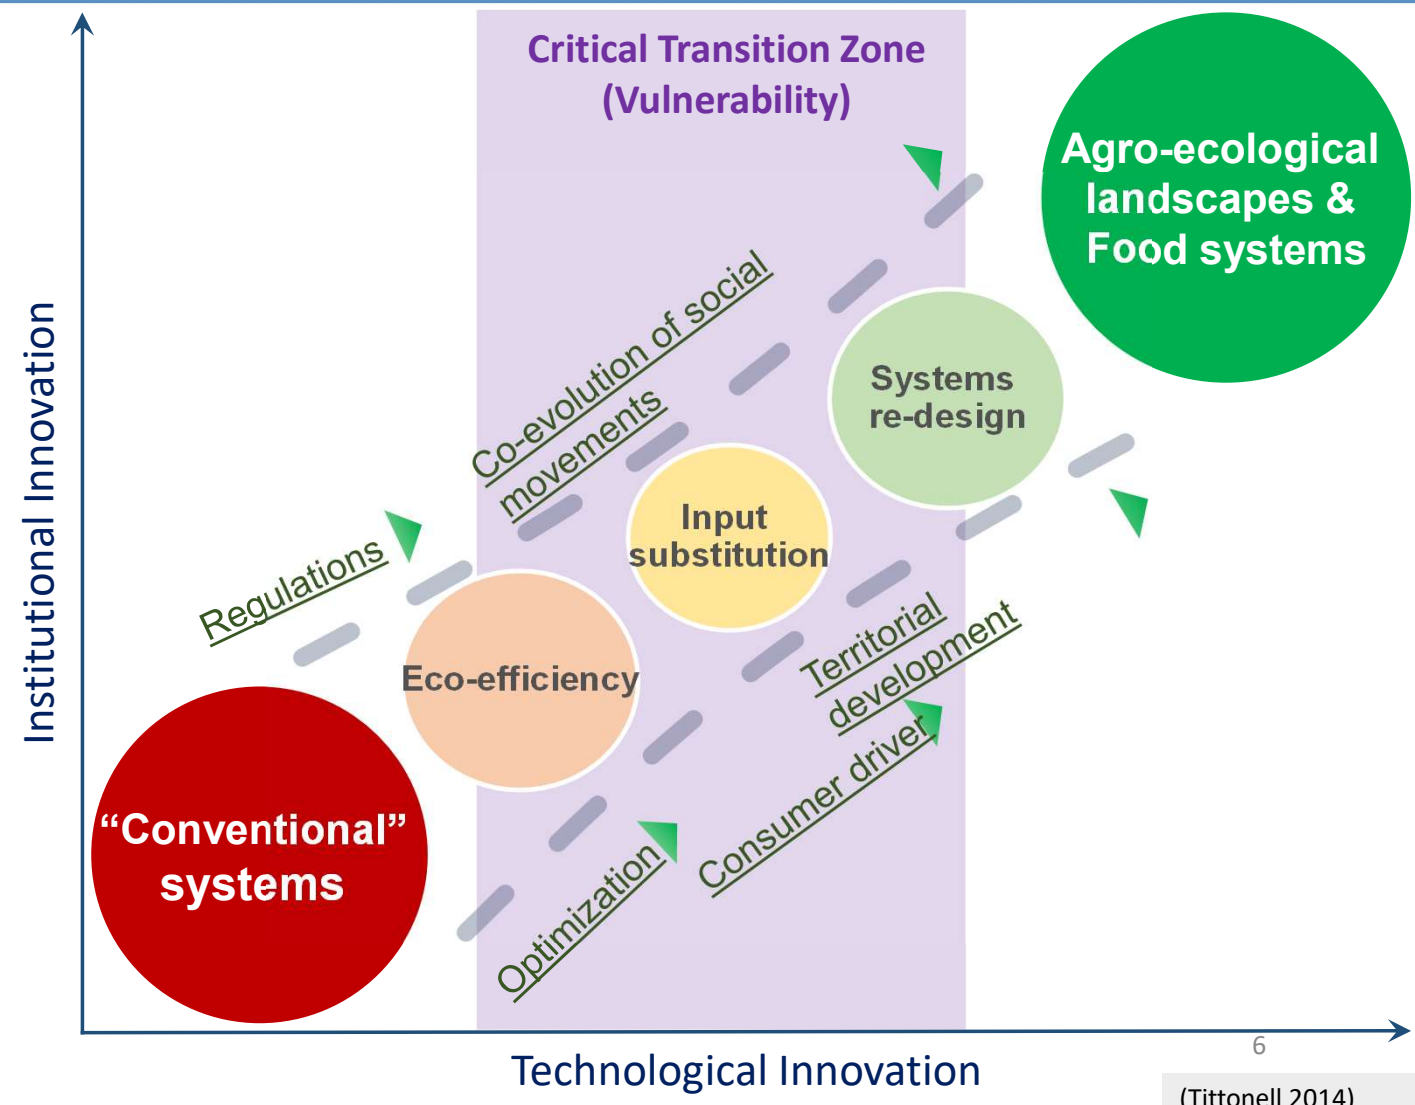 Critical Transition Zone
(Vulnerability)
Agro-ecological
landscapes &
Food systems
Institutional Innovation
Co-evolution of social
movements
Systems
re-design
Regulations
Input
substitution
Eco-efficiency
Territorial
development
Consumer driver
"Conventional"
systems
Optimization
Technological Innovation
6
(Tittonell 2014)